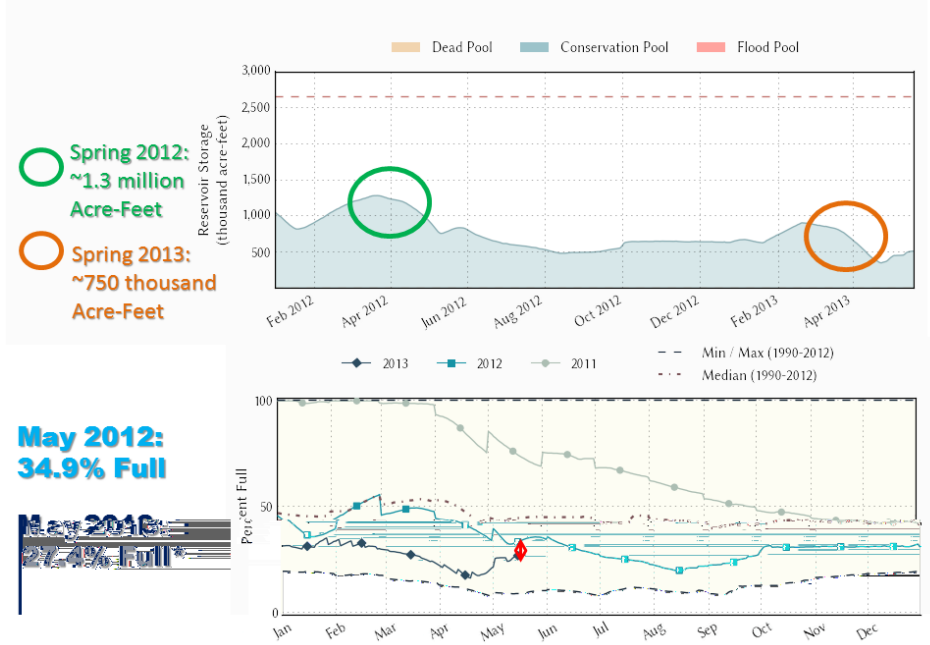 Dead Pool Conservation Pool Flood Pool
3,000
2,500
2,000
1,500
1,000
500
Reservoir Storage
(thousand acre-feet)
Feb 2012 Apr 2012 Jun 2012 Aug 2012 Oct 2012 Dec 2012 Feb 2013 Apr 2013
Spring 2012:
~1.3 million
Acre-Feet
Spring 2013:
~750 thousand
Acre-Feet
2013 2012 2011 Min / Max (1990-2012)
Median (1990-2012)
100
50
0
Percent Full
Jan Feb Mar Apr May Jun Jul Aug Sep Oct Nov Dec
May 2012:
34.9% Full
May
27.4% Full*